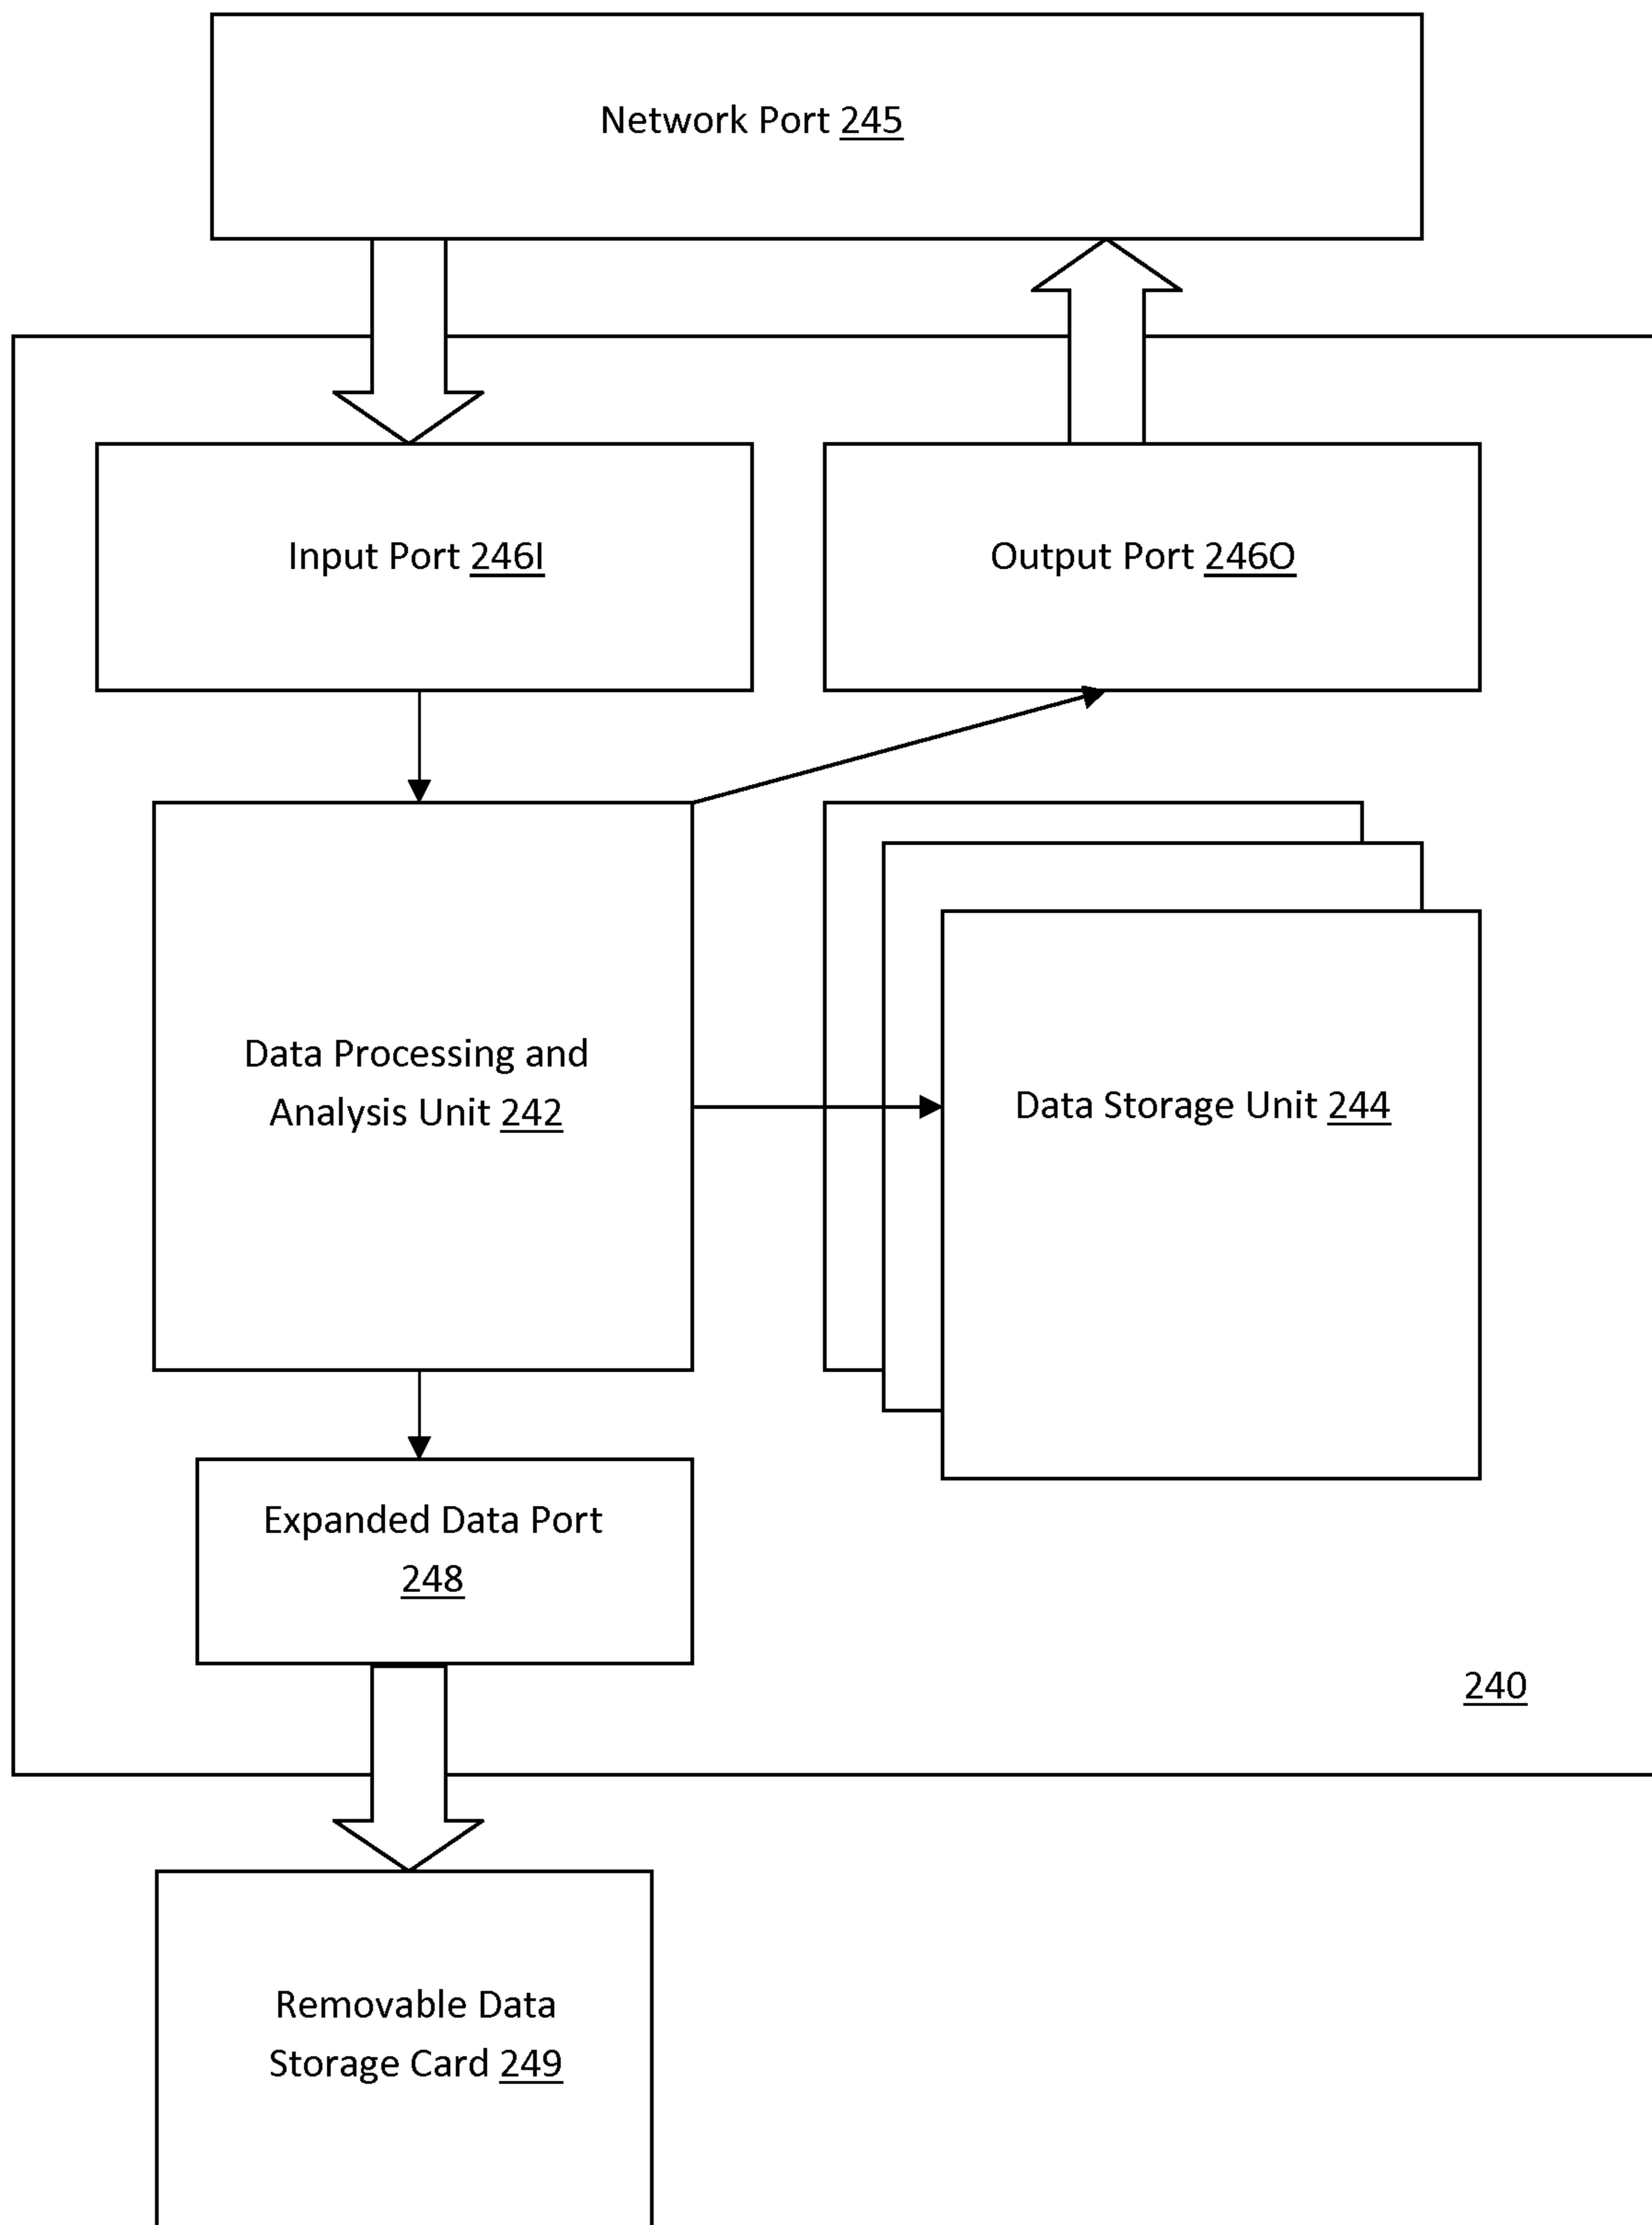 Network Port 245
Input Port 246I
Output Port 246O
Data Processing and
Analysis Unit 242
Data Storage Unit 244
Expanded Data Port
248
240
Removable Data
Storage Card 249